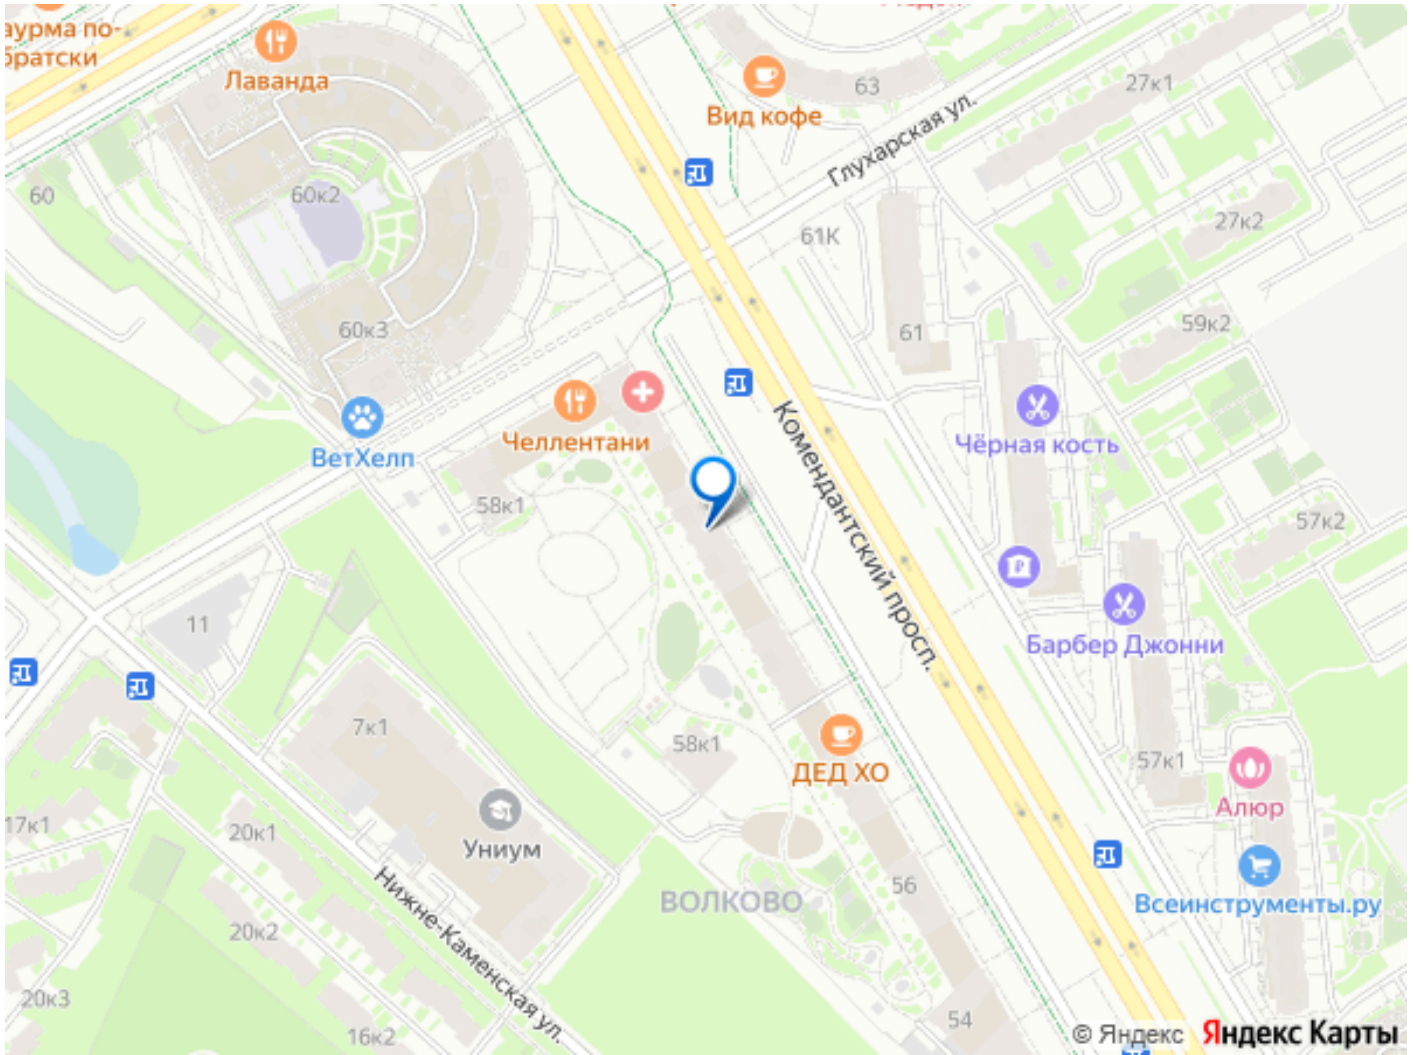 аурма по-
братски
Лаванда
Вид кофе
63
27к1
Глухарская ул.
60
60к2
61К
27к2
60к3
61
59к2
Челлентани
ВетХелп
Чёрная кость
58к1
Комендантский просп.
57к2
11
Барбер Джонни
7к1
58к1
ДЕД ХО
57к1
Алюр
17к1
20к1
Униум
56
ВОЛКОВО
Всеинструменты.ру
20к2
Нижне-Каменская ул.
20к3
16к2
54
© Яндекс Яндекс Карты